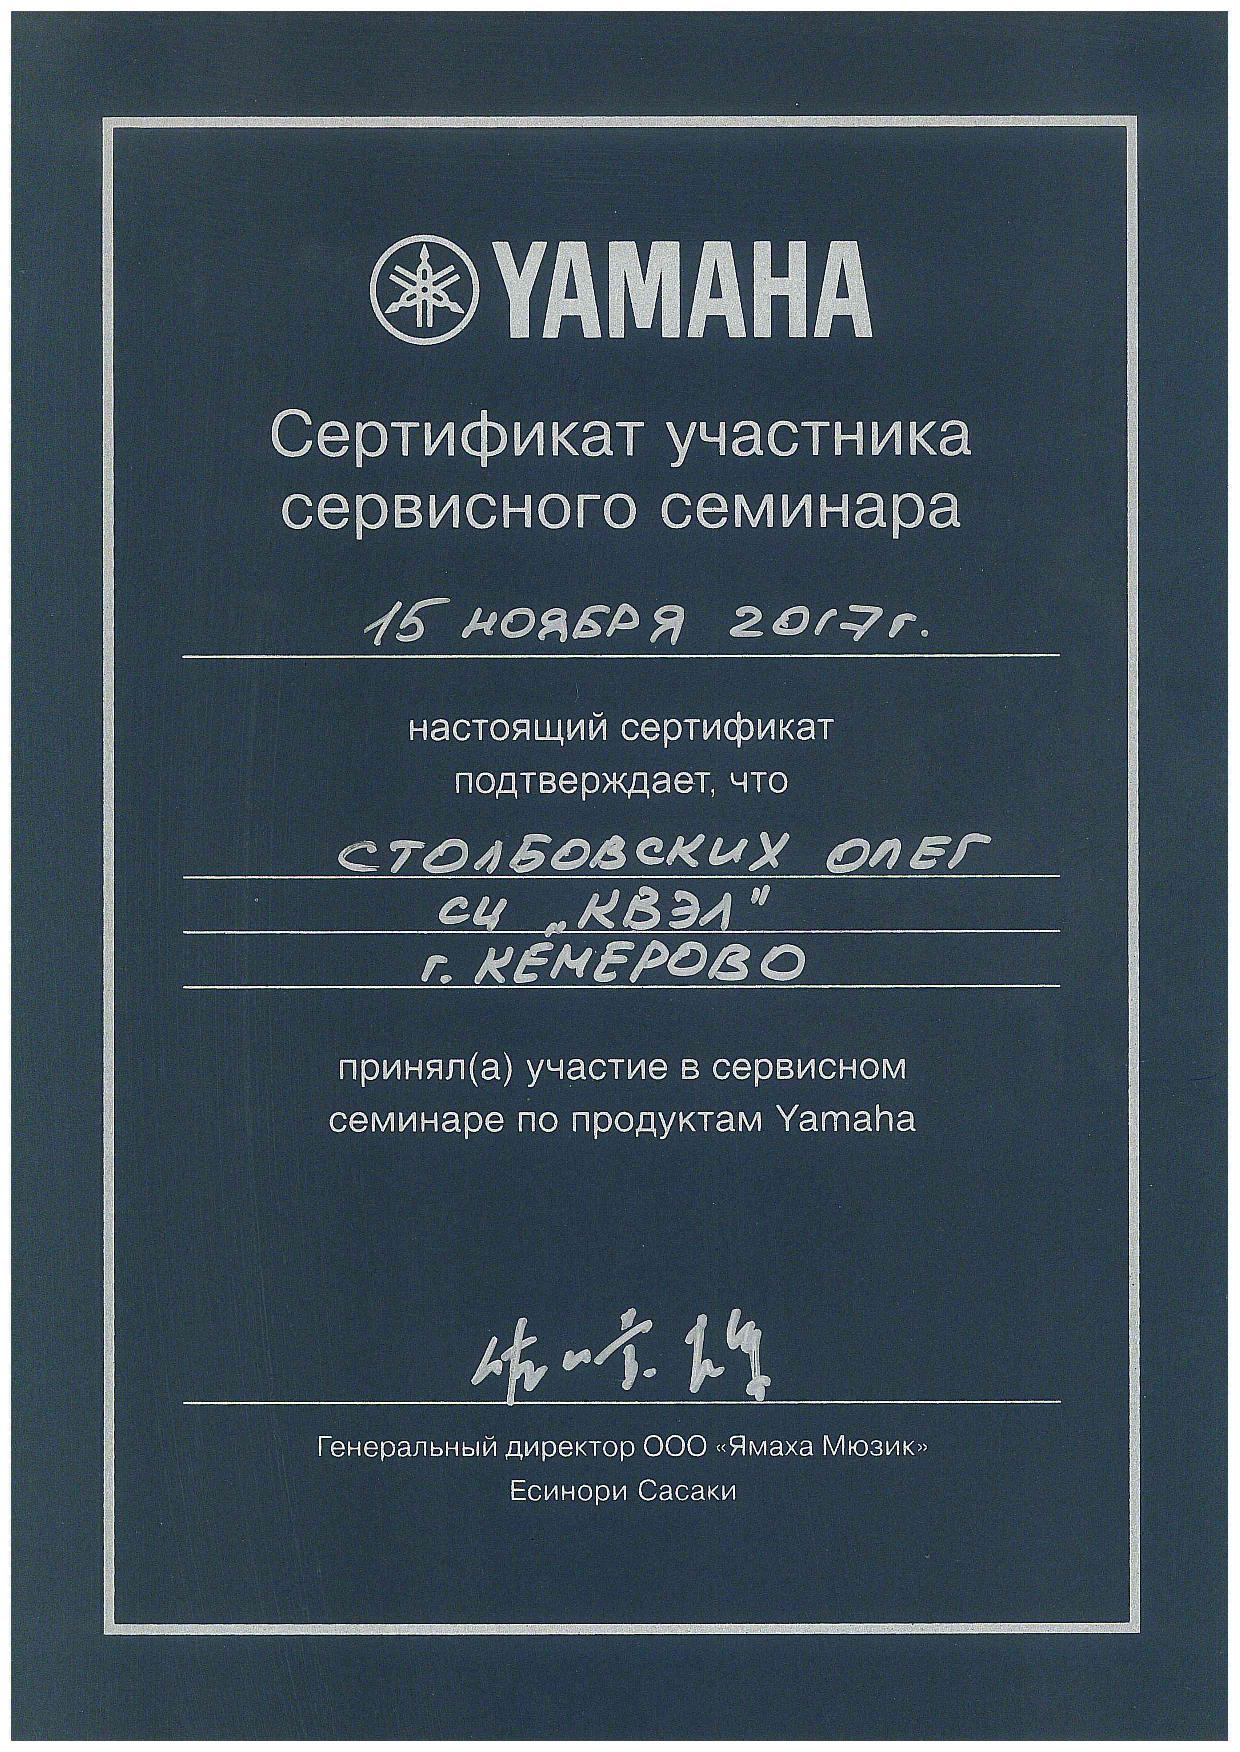 YAMAHA
Сертификат участника
сервисного семинара
15 НОЯБРЯ 2017г.
настоящий сертификат
подтверждает, что
СТОЛБОВСКИХ ОЛЕГ
СЦ „КВЭЛ"
г. КЕМЕРОВО
принял(а) участие в сервисном
семинаре по продуктам Yamaha
Генеральный директор ООО «Ямаха Мюзик»
Есинори Сасаки